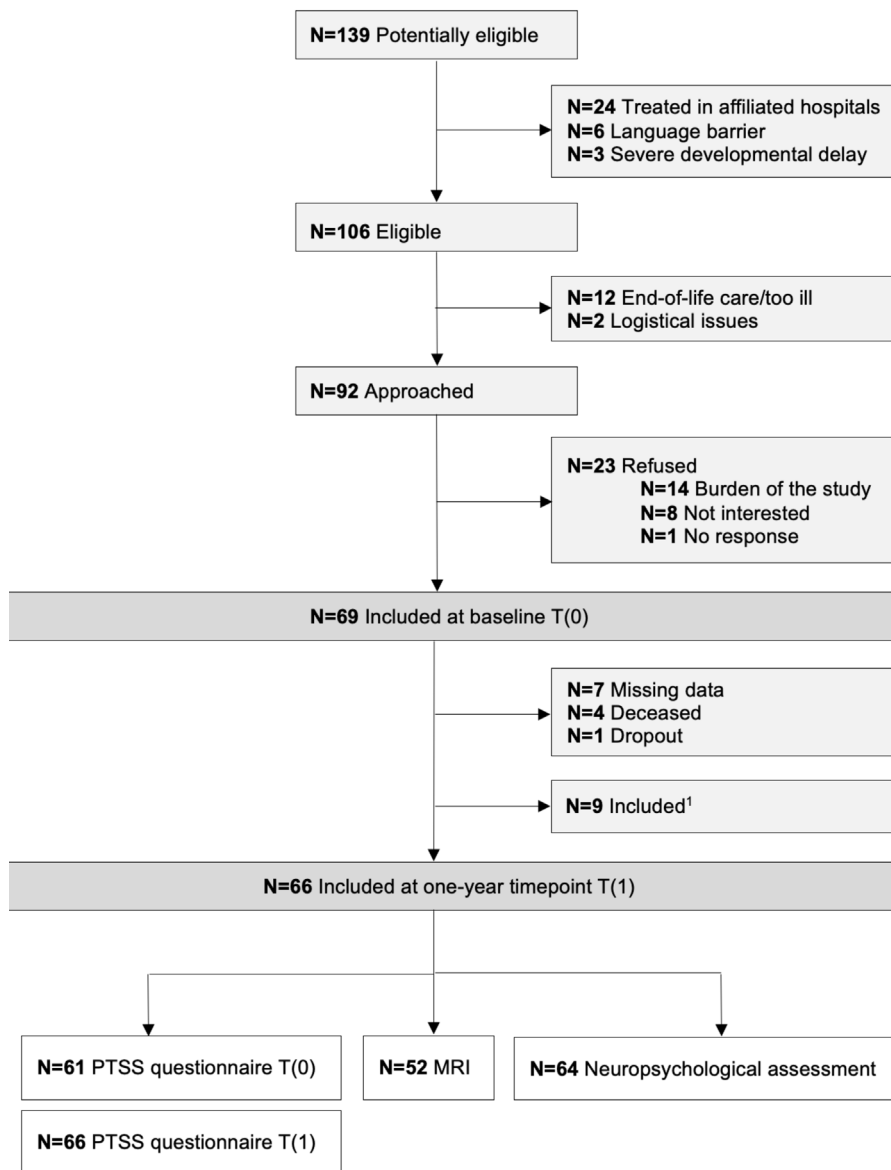 N=139 Potentially eligible
N=24 Treated in affiliated hospitals
N=6 Language barrier
N=3 Severe developmental delay
N=106 Eligible
N=12 End-of-life care/too ill
N=2 Logistical issues
N=92 Approached
N=23 Refused
N=14 Burden of the study
N=8 Not interested
N=1 No response
N=69 Included at baseline T(0)
N=7 Missing data
N=4 Deceased
N=1 Dropout
N=9 Included¹
N=66 Included at one-year timepoint T(1)
N=61 PTSS questionnaire T(0)
N=52 MRI
N=64 Neuropsychological assessment
N=66 PTSS questionnaire T(1)